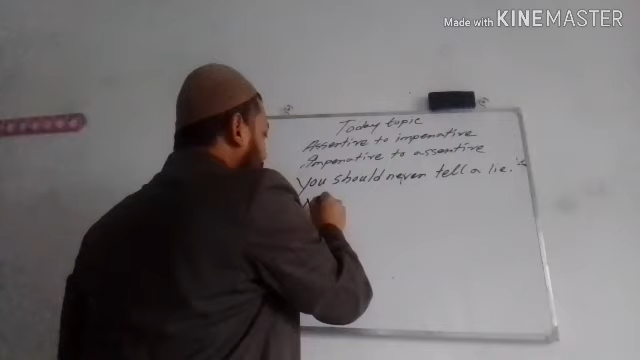 Made with KINEMASTER
Today topic
Assertive to imperative
Imperative to assertive
You should never tell a lie.
N